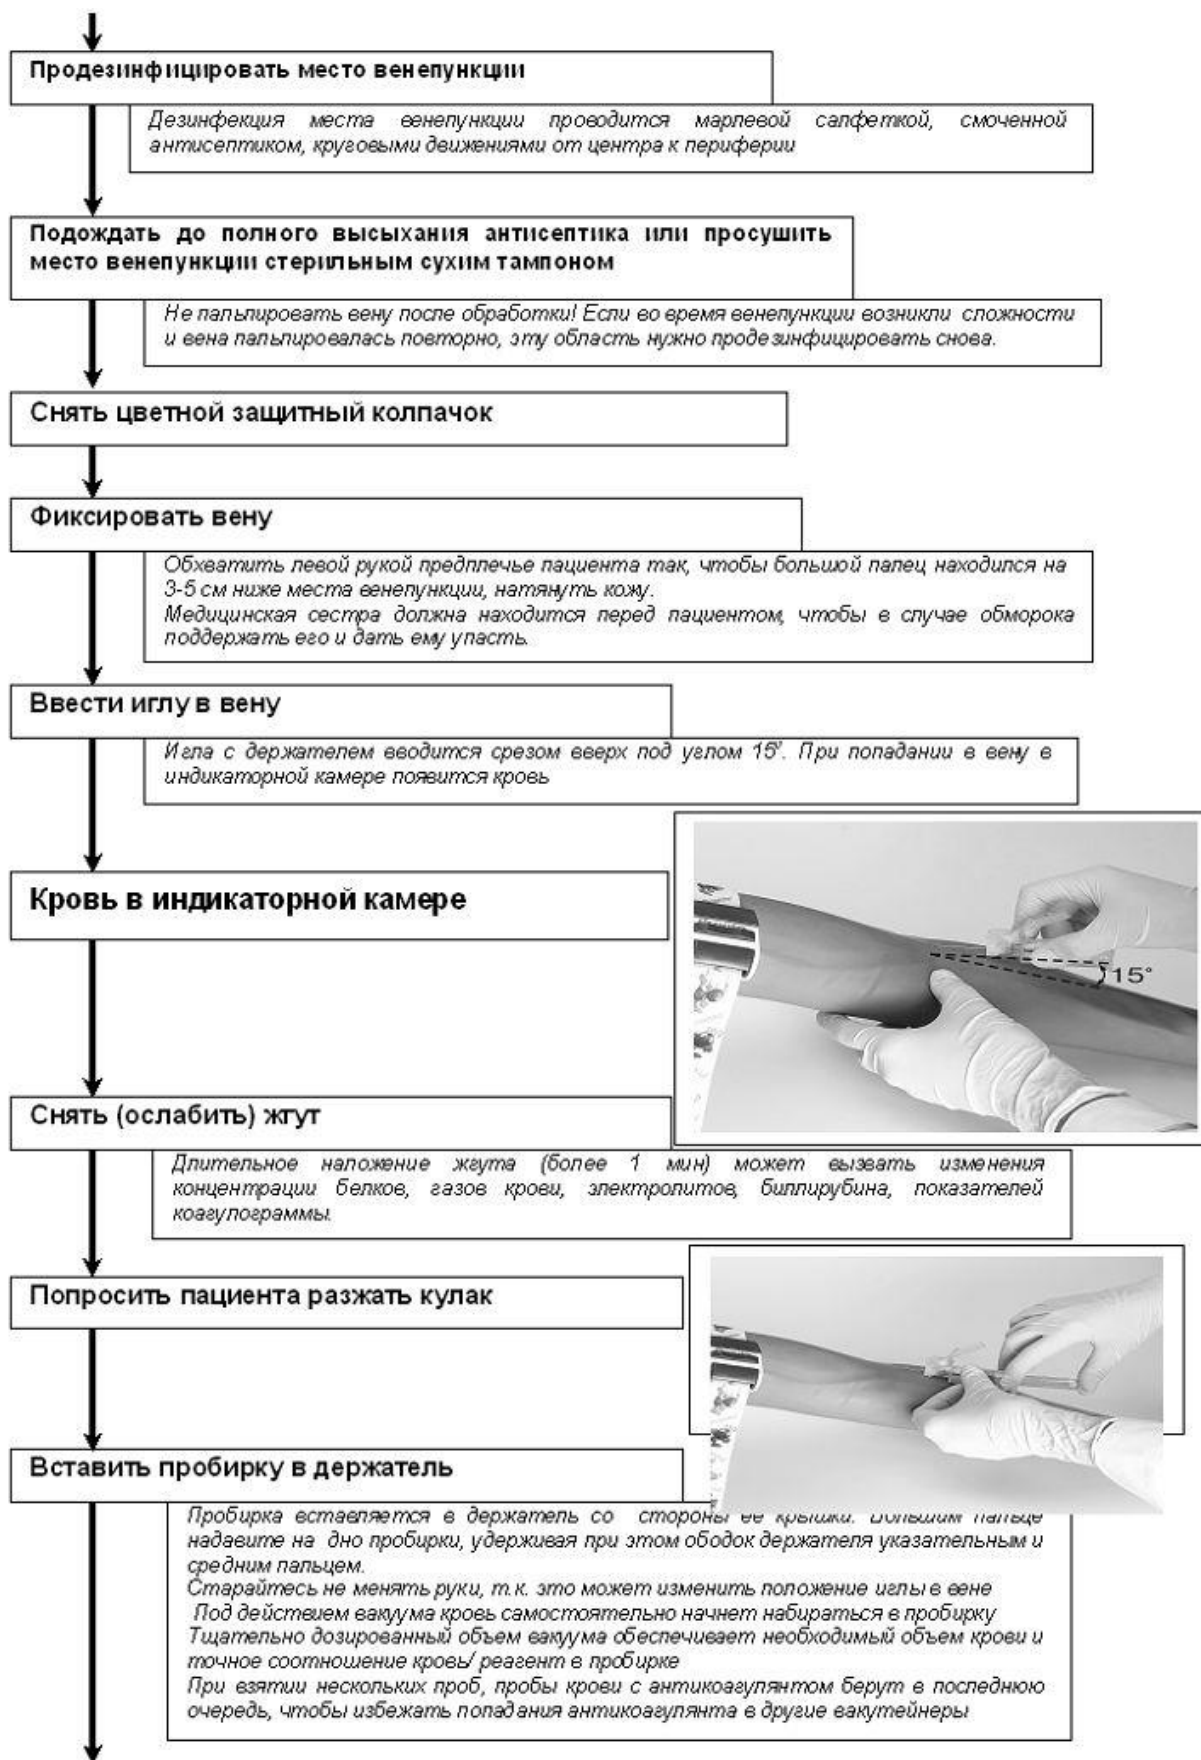 Продезинфицировать место венепункции
Дезинфекция места венепункции проводится марлевой салфеткой, смоченной
антисептиком, круговыми движениями от центра к периферии
Подождать до полного высыхания антисептика или просушить
место венепункции стерильным сухим тампоном
Не пальпировать вену после обработки! Если во время венепункции возникли сложности
и вена пальпировалась повторно, эту область нужно продезинфицировать снова.
Снять цветной защитный колпачок
Фиксировать вену
Обхватить левой рукой предплечье пациента так, чтобы большой палец находился на
3-5 см ниже места венепункции, натянуть кожу.
Медицинская сестра должна находится перед пациентом, чтобы в случае обморока
поддержать его и дать ему упасть.
Ввести иглу в вену
Игла с держателем вводится срезом вверх под углом 15⁰. При попадании в вену в
индикаторной камере появится кровь
Кровь в индикаторной камере
15°
Снять (ослабить) жгут
Длительное наложение жгута (более 1 мин) может вызвать изменения
концентрации белков, газов крови, электролитов, биллирубина, показателей
коагулограммы.
Попросить пациента разжать кулак
Вставить пробирку в держатель
Пробирка вставляется в держатель со стороны ее крышки. Большим пальце
надавите на дно пробирки, удерживая при этом ободок держателя указательным и
средним пальцем.
Старайтесь не менять руки, т.к. это может изменить положение иглы в вене
Под действием вакуума кровь самостоятельно начнет набираться в пробирку
Тщательно дозированный объем вакуума обеспечивает необходимый объем крови и
точное соотношение кровь/ реагент в пробирке
При взятии нескольких проб, пробы крови с антикоагулянтом берут в последнюю
очередь, чтобы избежать попадания антикоагулянта в другие вакутейнеры